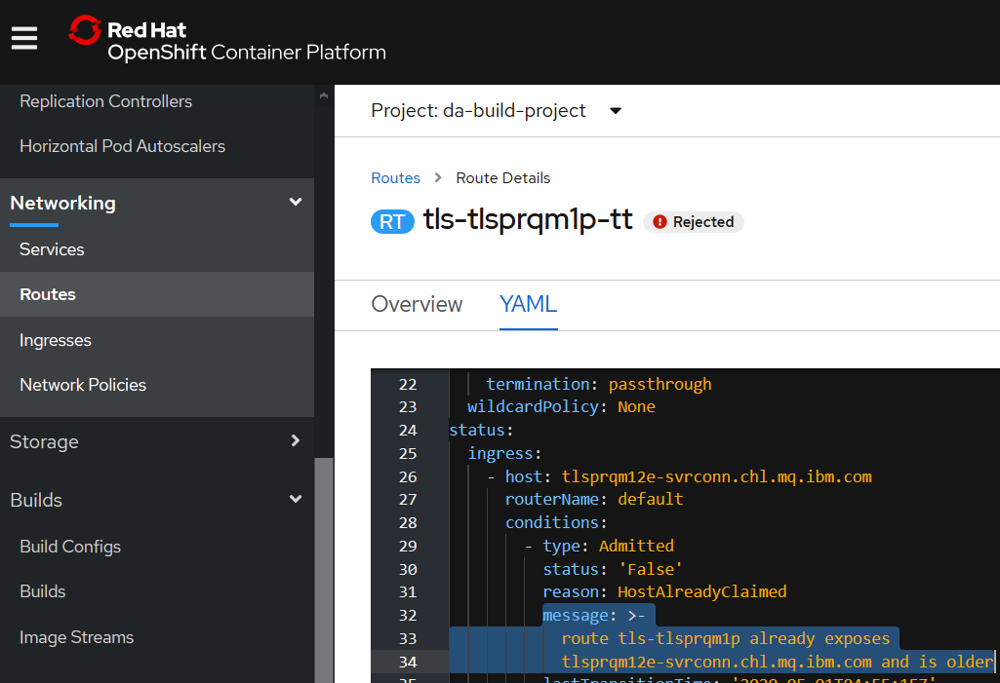 Red Hat
OpenShift Container Platform
Replication Controllers
Horizontal Pod Autoscalers
Networking
Services
Routes
Ingresses
Network Policies
Storage
Builds
Build Configs
Builds
Image Streams
Project: da-build-project
Routes > Route Details
RT tls-tlsprqm1p-tt Rejected
Overview YAML
22 termination: passthrough
23 wildcardPolicy: None
24 status:
25 ingress:
26 - host: tlsprqm12e-svrconn.chl.mq.ibm.com
27 routerName: default
28 conditions:
29 - type: Admitted
30 status: 'False'
31 reason: HostAlreadyClaimed
32 message: >-
33 route tls-tlsprqm1p already exposes
34 tlsprqm12e-svrconn.chl.mq.ibm.com and is older
35 lastTransitionTime: